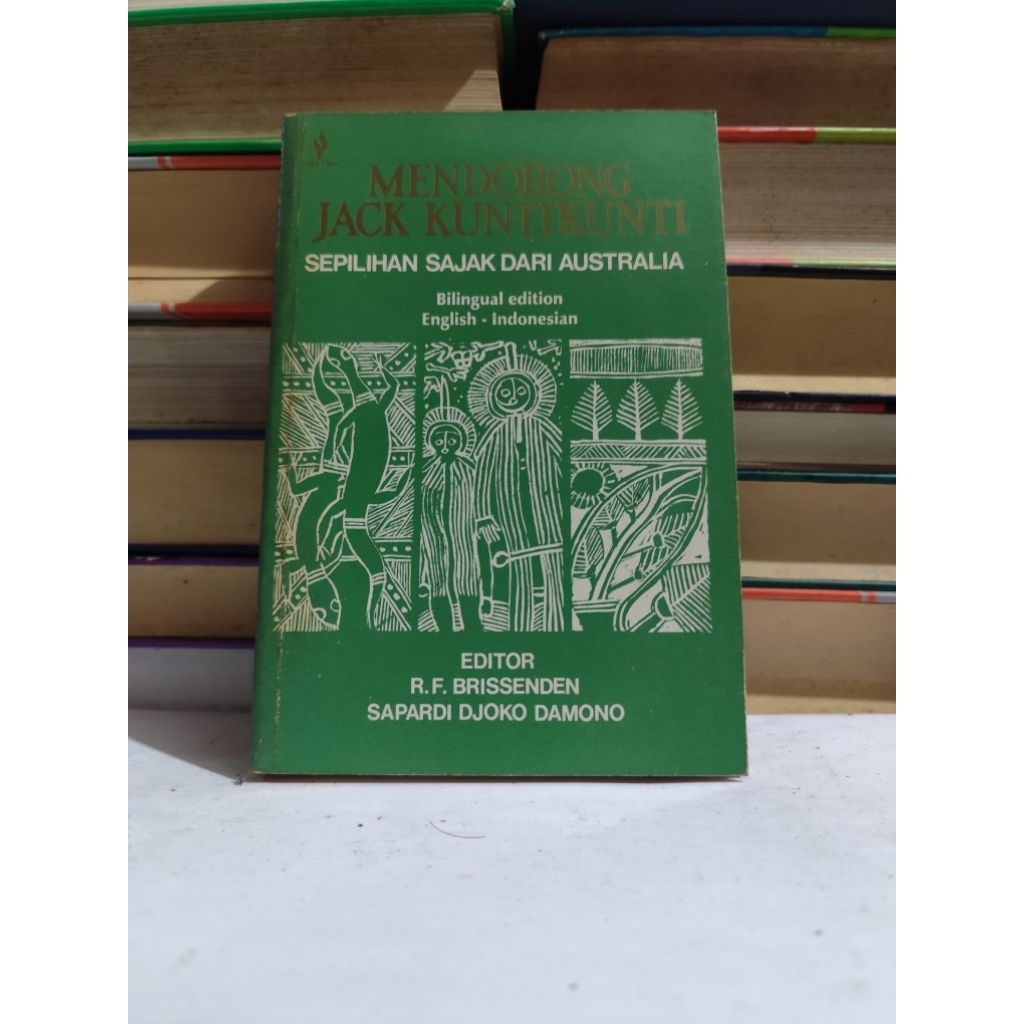 MENDORONG
JACK KUNTIKUNTI
SEPILIHAN SAJAK DARI AUSTRALIA
Bilingual edition
English - Indonesian
EDITOR
R. F. BRISSENDEN
SAPARDI DJOKO DAMONO